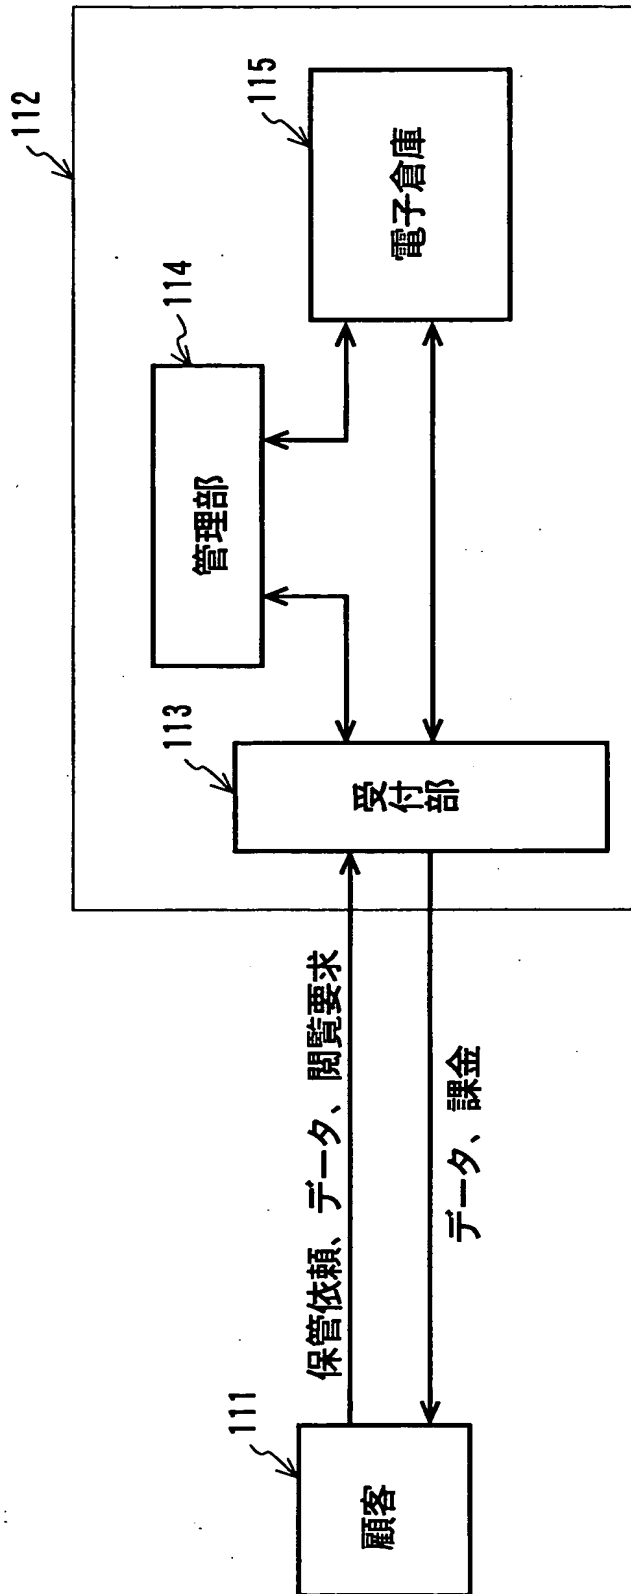 112
115
電子倉庫
114
管理部
113
受付部
保管依頼、データ、閲覧要求
データ、課金
111
顧客